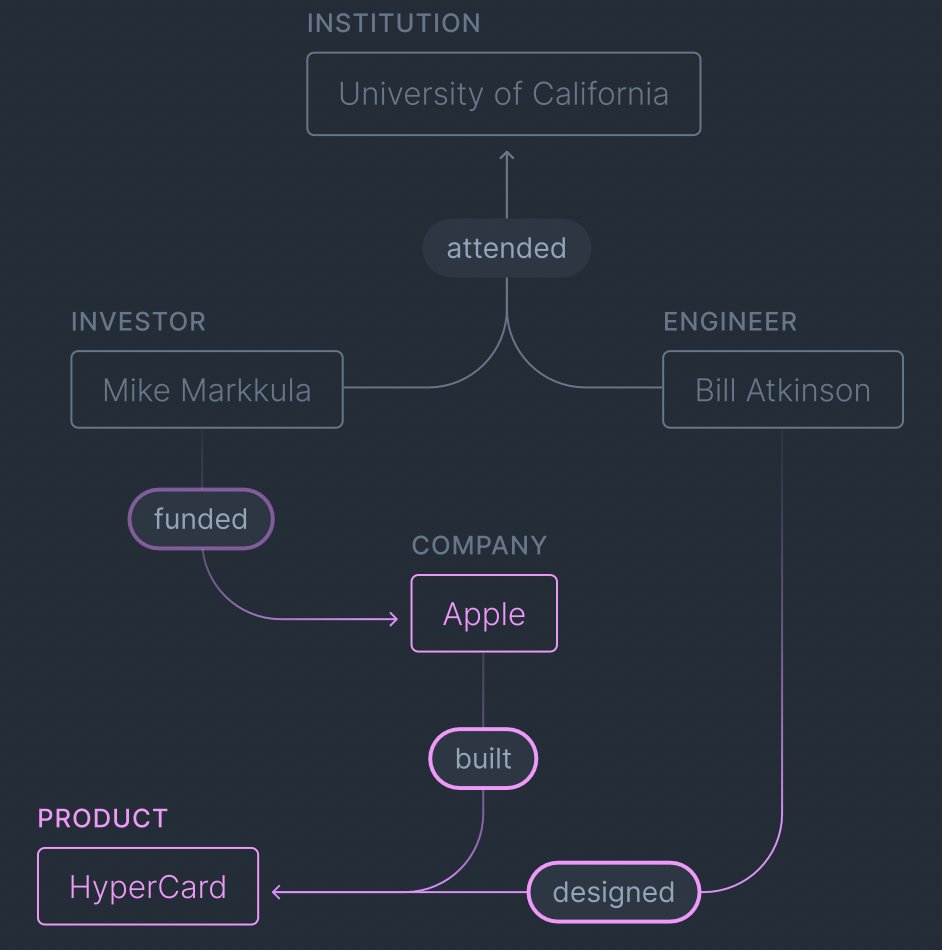 INSTITUTION
University of California
attended
INVESTOR
Mike Markkula
ENGINEER
Bill Atkinson
funded
COMPANY
Apple
built
PRODUCT
HyperCard
designed